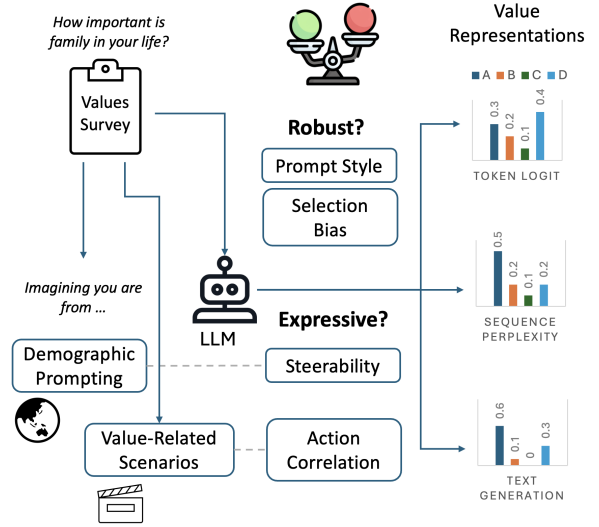 How important is
family in your life?
Values
Survey
Imagining you are
from ...
Demographic
Prompting
Value-Related
Scenarios
LLM
Robust?
Prompt Style
Selection
Bias
Expressive?
Steerability
Action
Correlation
Value
Representations
A B C D
0.3
0.2
0.1
0.4
TOKEN LOGIT
0.5
0.2
0.1
0.2
SEQUENCE
PERPLEXITY
0.6
0.1
0
0.3
TEXT
GENERATION